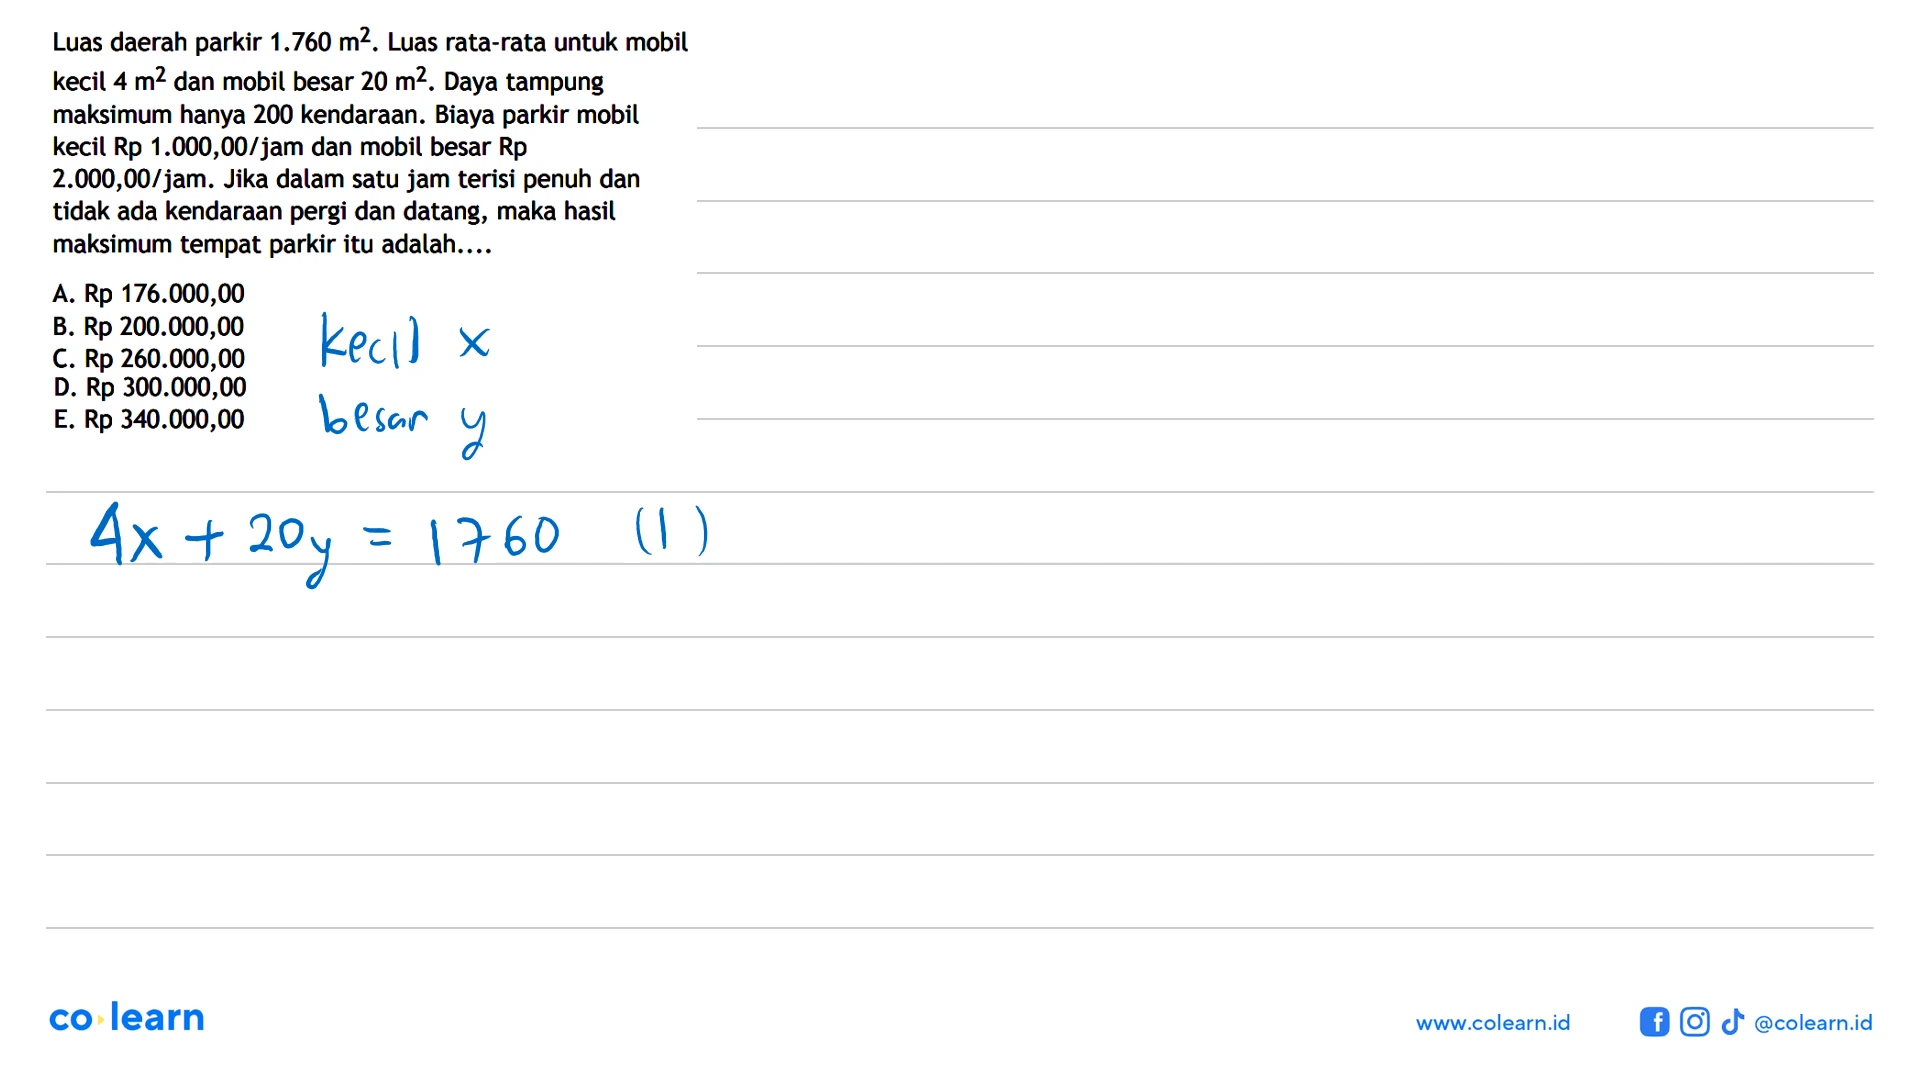 Luas daerah parkir 1.760 m². Luas rata-rata untuk mobil
kecil 4 m² dan mobil besar 20 m². Daya tampung
maksimum hanya 200 kendaraan. Biaya parkir mobil
kecil Rp 1.000,00/jam dan mobil besar Rp
2.000,00/jam. Jika dalam satu jam terisi penuh dan
tidak ada kendaraan pergi dan datang, maka hasil
maksimum tempat parkir itu adalah....
A. Rp 176.000,00
B. Rp 200.000,00
C. Rp 260.000,00
D. Rp 300.000,00
E. Rp 340.000,00
kecil x
besar y
4x + 20y = 1760 (1)
co learn
www.colearn.id
@colearn.id